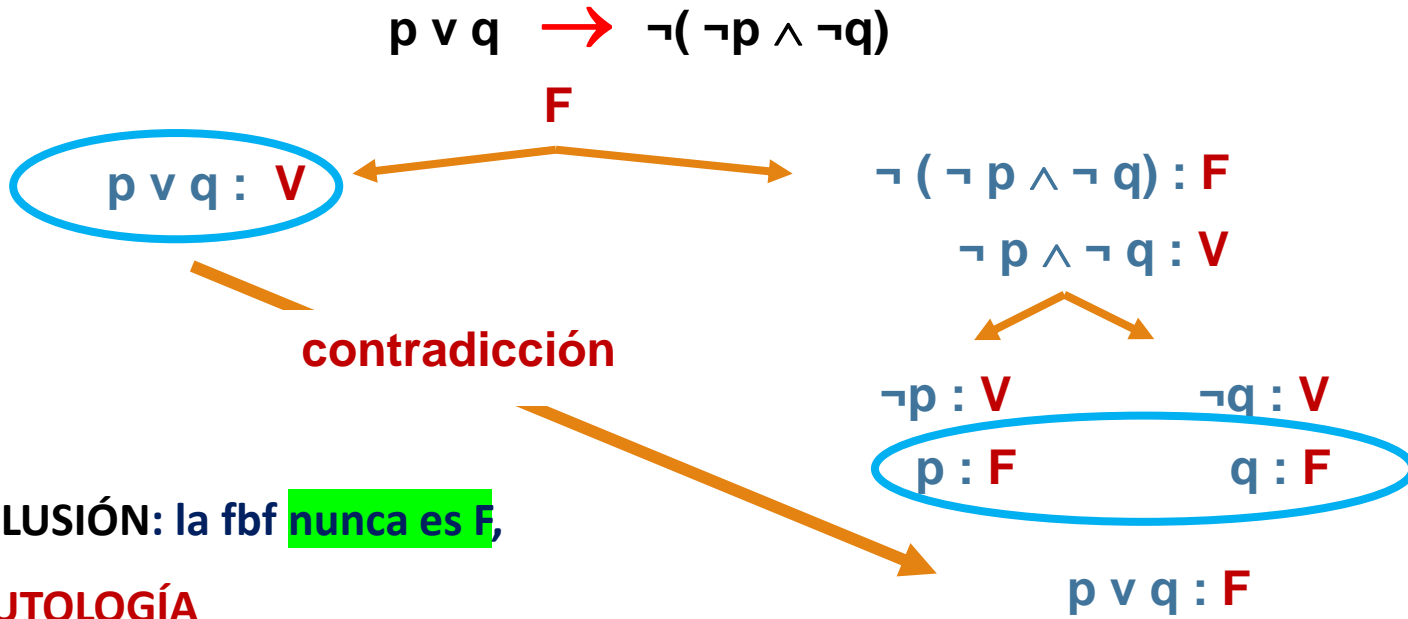 p v q → ¬( ¬p ∧ ¬q)
F
p v q : V
¬ ( ¬ p ∧ ¬ q) : F
¬ p ∧ ¬ q : V
contradicción
¬p : V ¬q : V
p : F q : F
LUSIÓN: la fbf nunca es F,
p v q : F
UTOLOGÍA